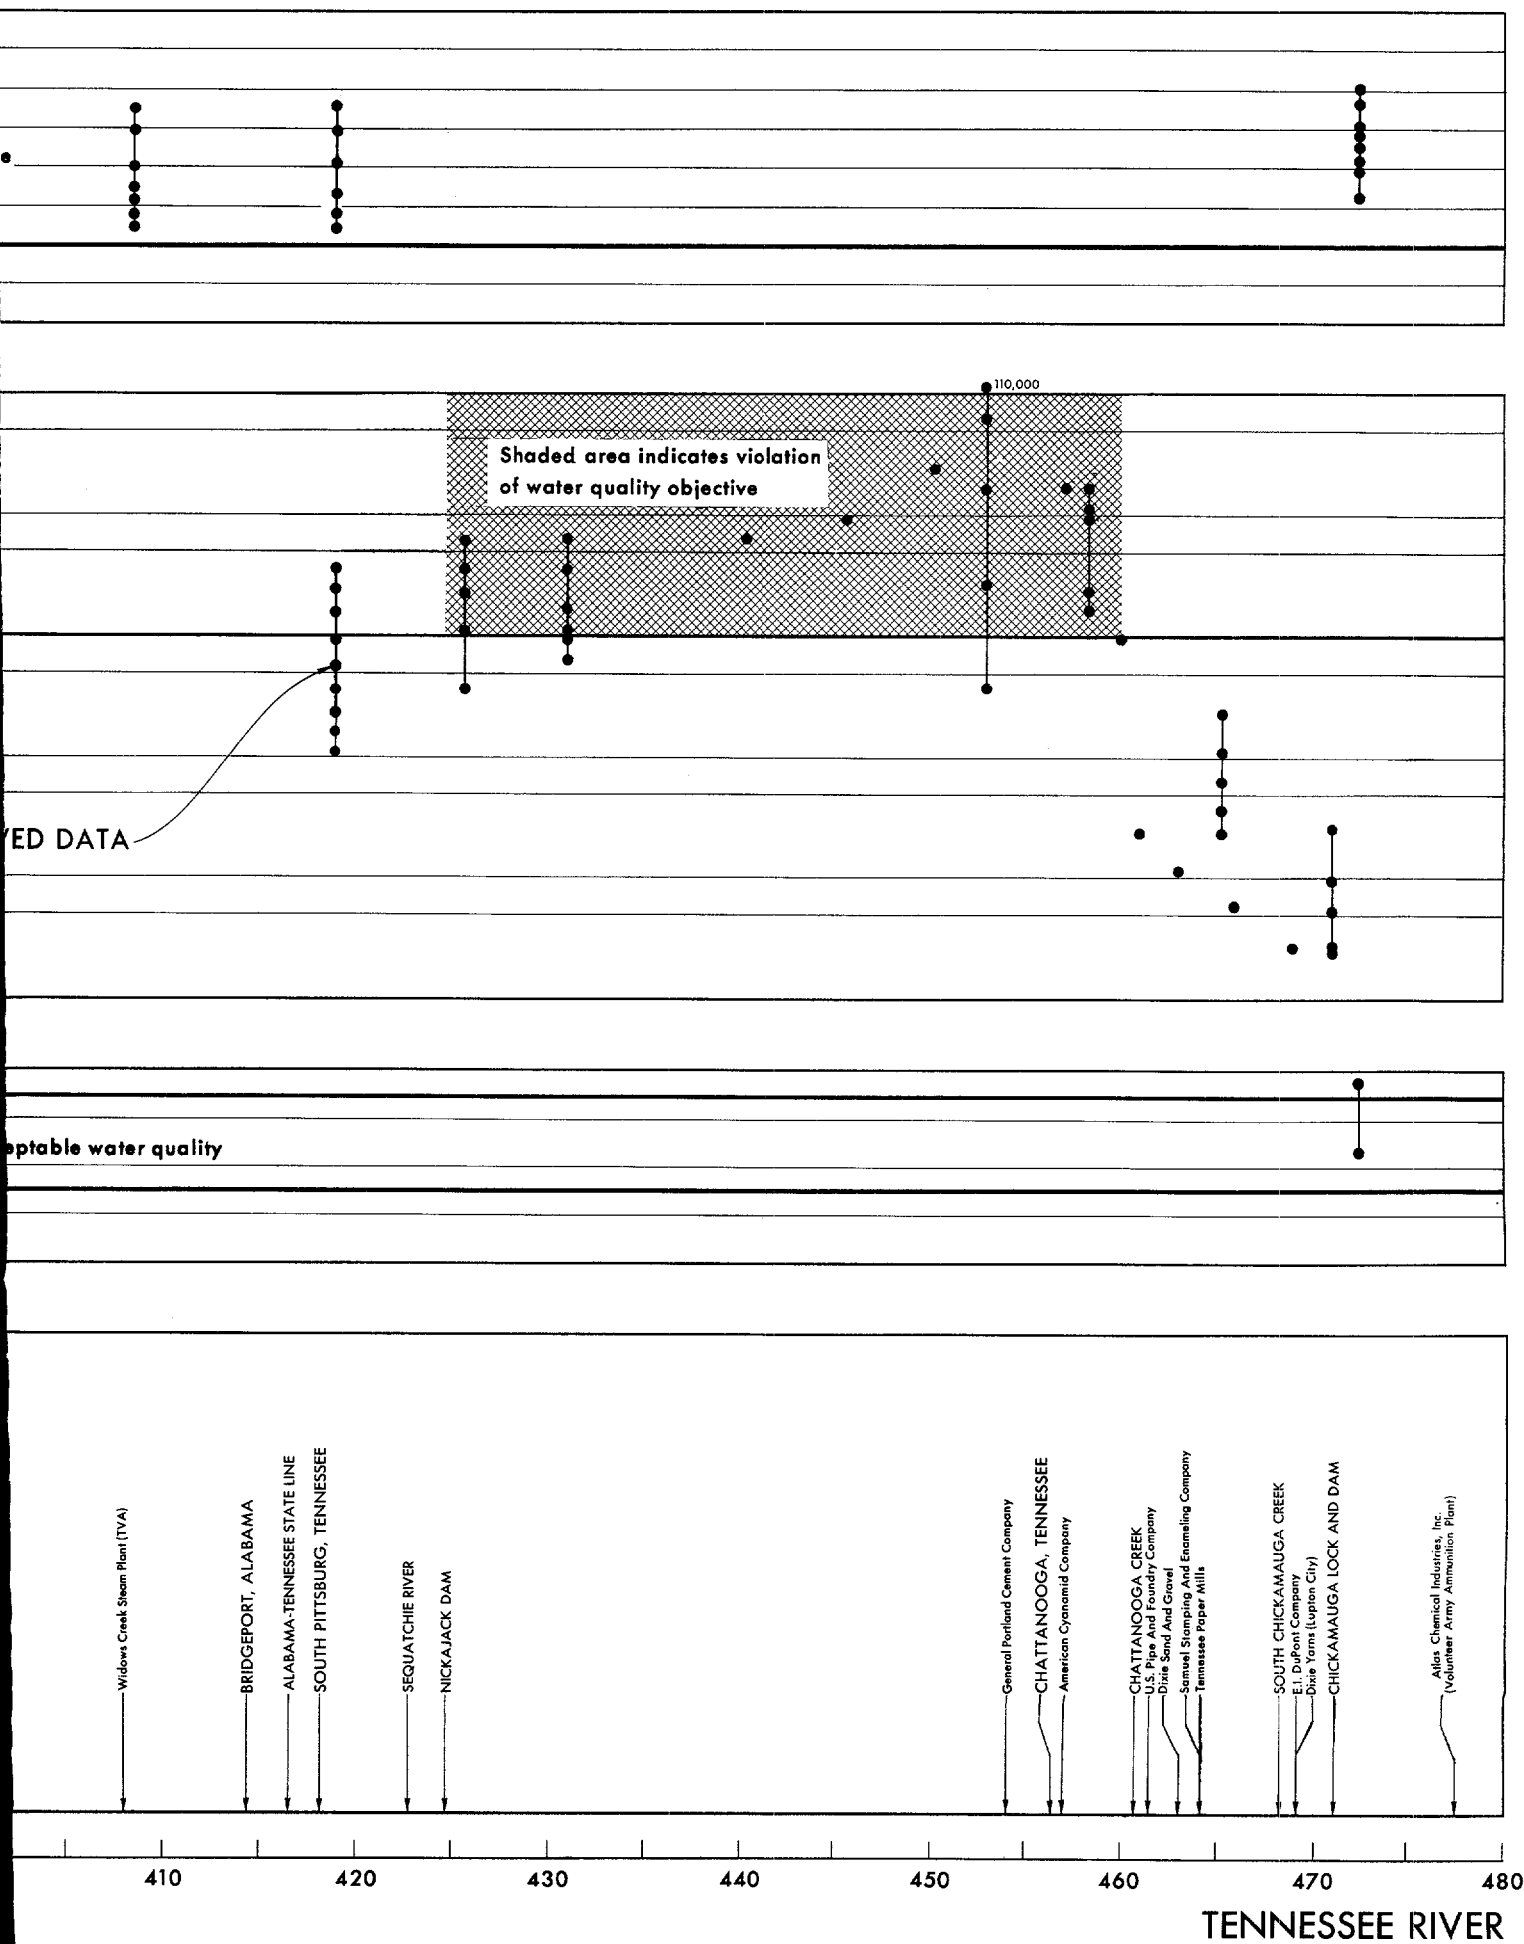 e
110,000
Shaded area indicates violation
of water quality objective
VED DATA
eptable water quality
Widows Creek Steam Plant (TVA)
BRIDGEPORT, ALABAMA
ALABAMA-TENNESSEE STATE LINE
SOUTH PITTSBURG, TENNESSEE
SEQUATCHIE RIVER
NICKAJACK DAM
General Portland Cement Company
CHATTANOOGA, TENNESSEE
American Cyanamid Company
CHATTANOOGA CREEK
U.S. Pipe And Foundry Company
Dixie Sand And Gravel
Samuel Stamping And Enameling Company
Tennessee Paper Mills
SOUTH CHICKAMAUGA CREEK
E.I. DuPont Company
Dixie Yarns (Lupton City)
CHICKAMAUGA LOCK AND DAM
Atlas Chemical Industries, Inc.
(Volunteer Army Ammunition Plant)
410 420 430 440 450 460 470 480
TENNESSEE RIVER